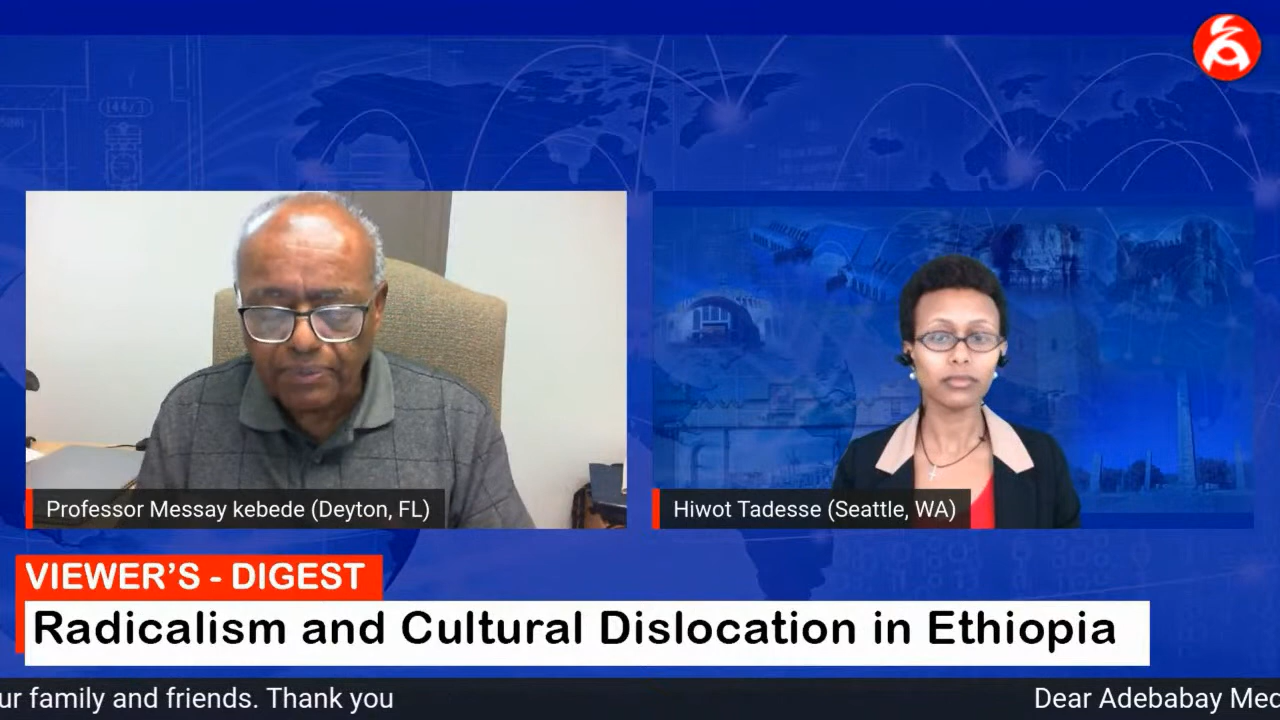 Professor Messay kebede (Deyton, FL)
Hiwot Tadesse (Seattle, WA)
VIEWER'S - DIGEST
Radicalism and Cultural Dislocation in Ethiopia
ur family and friends. Thank you
Dear Adebabay Med